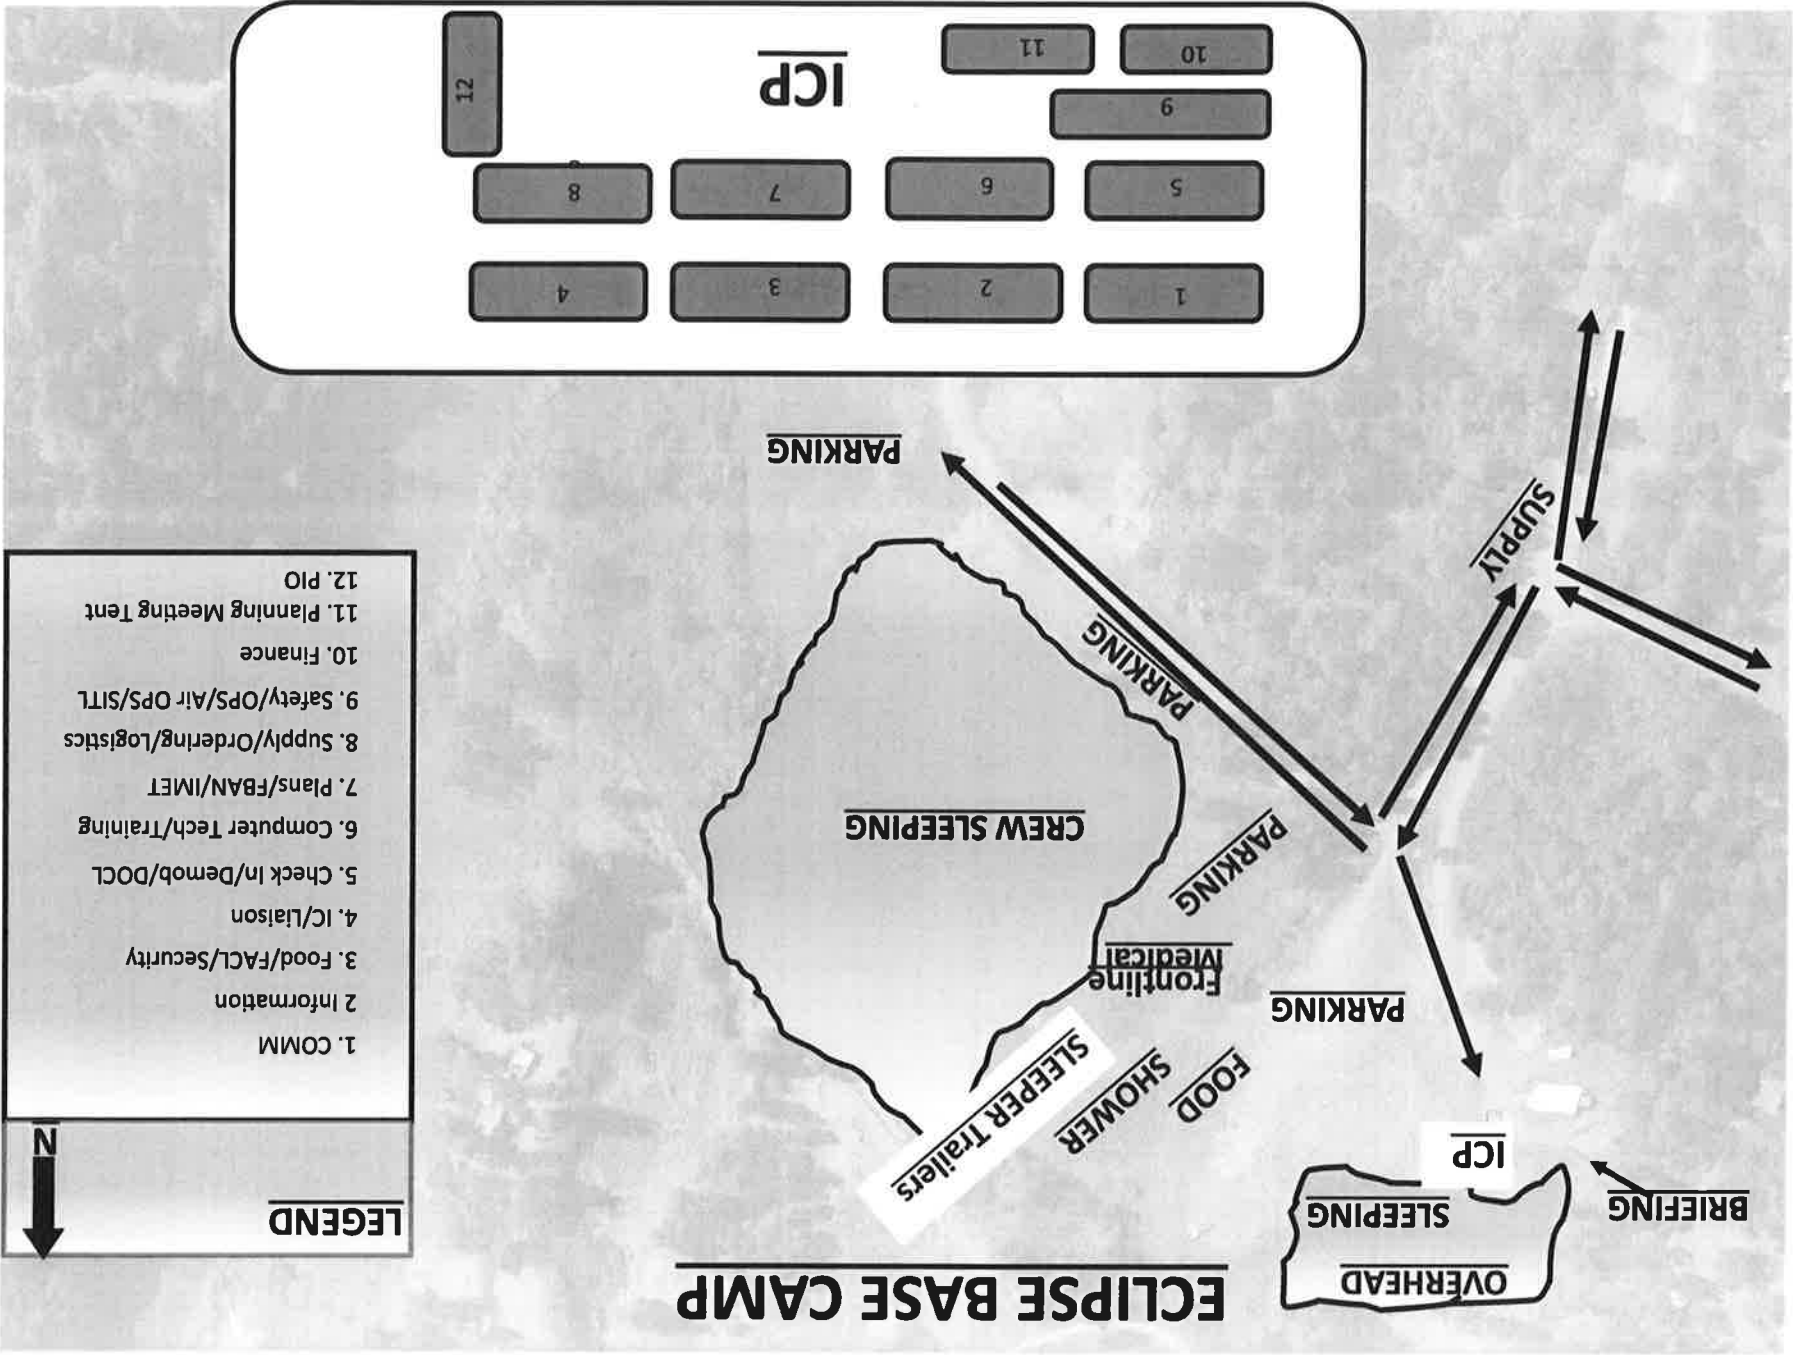 ECLIPSE BASE CAMP
OVERHEAD
SLEEPING
BRIEFING
ICP
FOOD
SHOWER
SLEEPER Trailers
PARKING
Frontline
Medical
PARKING
CREW SLEEPING
PARKING
SUPPLY
PARKING
LEGEND
N
1. COMM
2 Information
3. Food/FACL/Security
4. IC/Liaison
5. Check In/Demob/DOCL
6. Computer Tech/Training
7. Plans/FBAN/IMET
8. Supply/Ordering/Logistics
9. Safety/OPS/Air OPS/SITL
10. Finance
11. Planning Meeting Tent
12. PIO
1
2
3
4
5
6
7
8
9
10
11
ICP
12